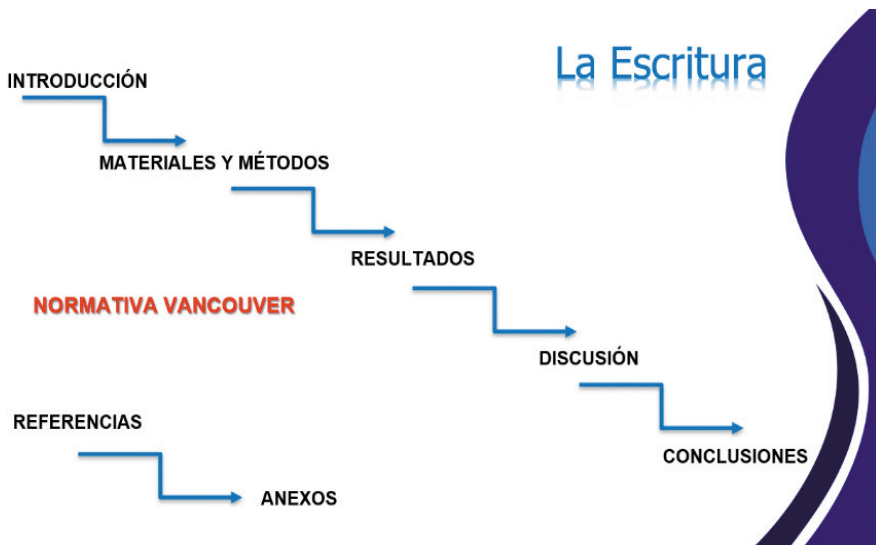 La Escritura
INTRODUCCIÓN
MATERIALES Y MÉTODOS
RESULTADOS
NORMATIVA VANCOUVER
DISCUSIÓN
REFERENCIAS
CONCLUSIONES
ANEXOS